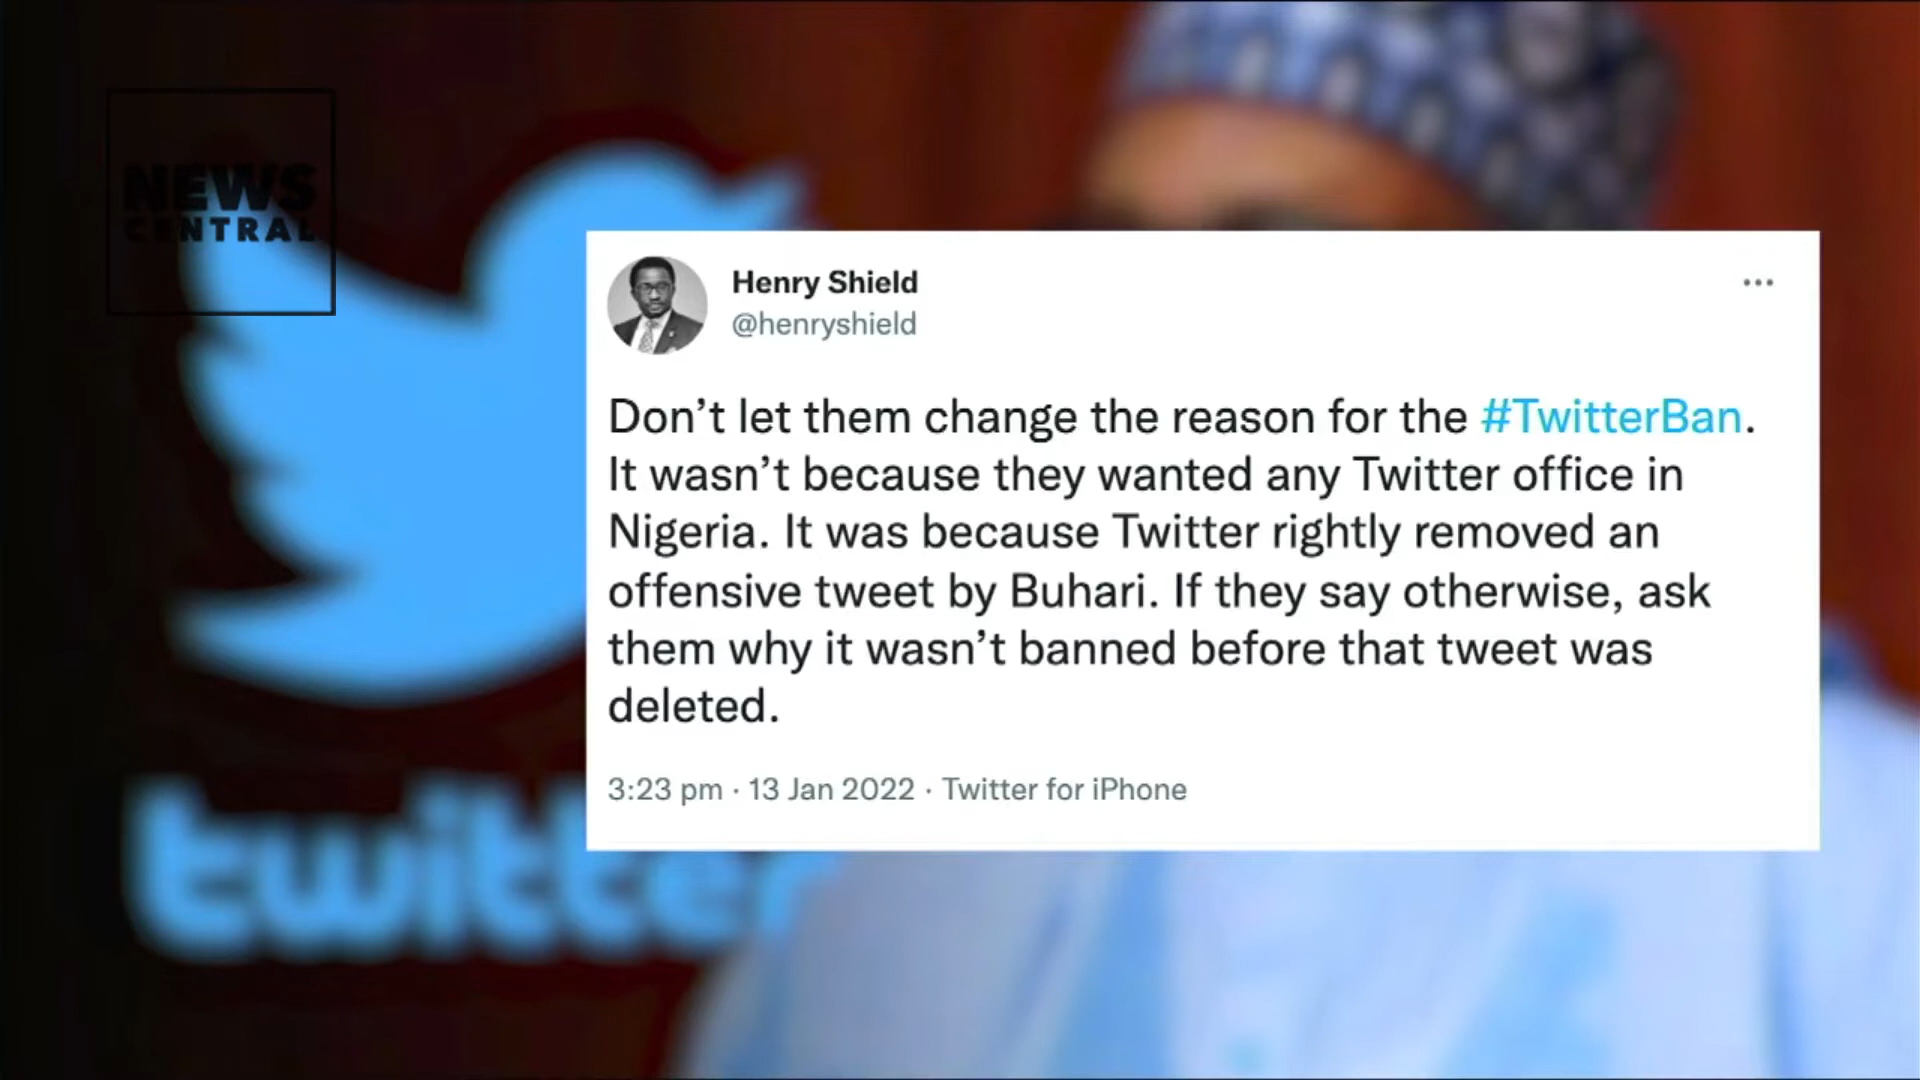 NEWS
CENTRAL
Henry Shield
@henryshield
Don’t let them change the reason for the #TwitterBan.
It wasn’t because they wanted any Twitter office in
Nigeria. It was because Twitter rightly removed an
offensive tweet by Buhari. If they say otherwise, ask
them why it wasn’t banned before that tweet was
deleted.
3:23 pm · 13 Jan 2022 · Twitter for iPhone
twitter